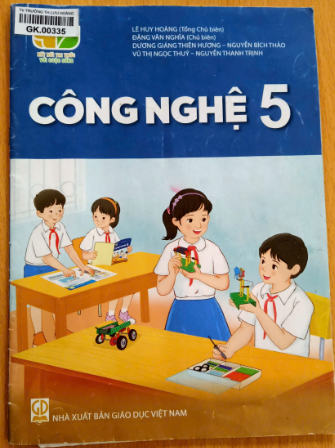 TV TRƯỜNG TH LƯU HOÀNG
GK.00335
KẾT NỐI TRI THỨC
VỚI CUỘC SỐNG
LÊ HUY HOÀNG (Tổng Chủ biên)
ĐẶNG VĂN NGHĨA (Chủ biên)
DƯƠNG GIÁNG THIÊN HƯƠNG – NGUYỄN BÍCH THẢO
VŨ THỊ NGỌC THUÝ – NGUYỄN THANH TRỊNH
CÔNG NGHỆ 5
NHÀ XUẤT BẢN GIÁO DỤC VIỆT NAM